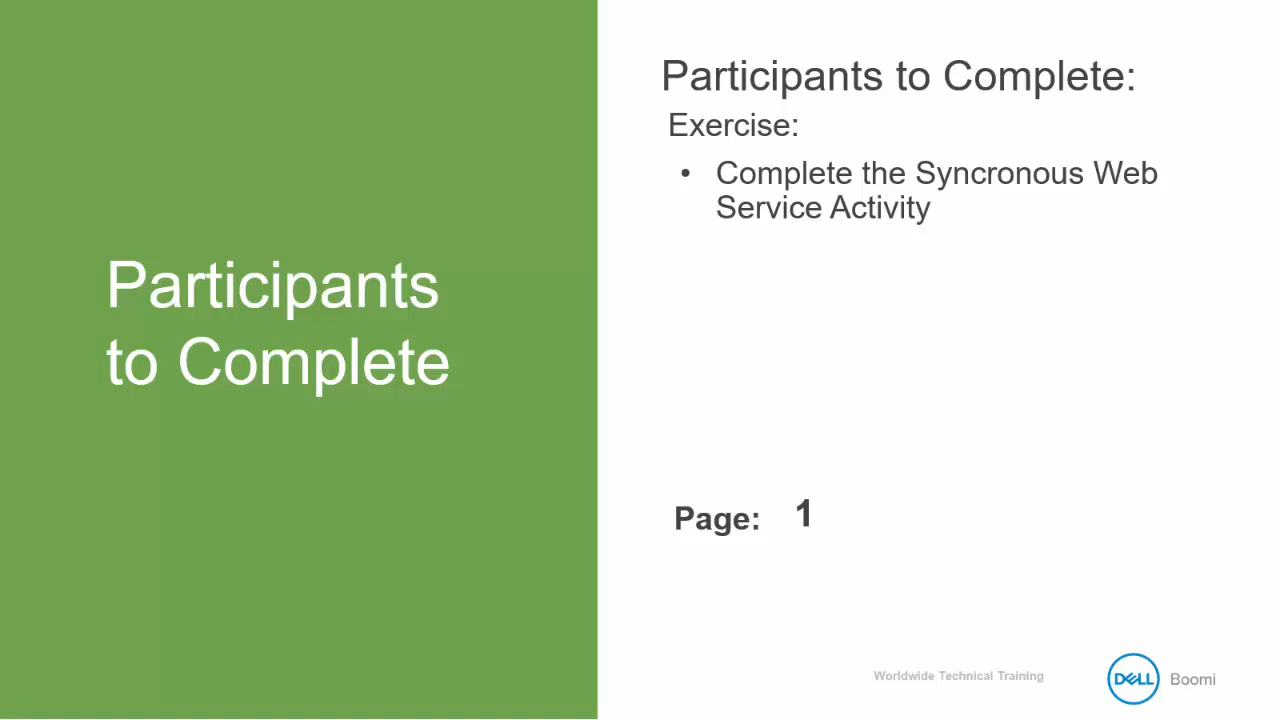 Participants
to Complete
Participants to Complete:
Exercise:
• Complete the Syncronous Web
Service Activity
Page: 1
Worldwide Technical Training
DELL Boomi